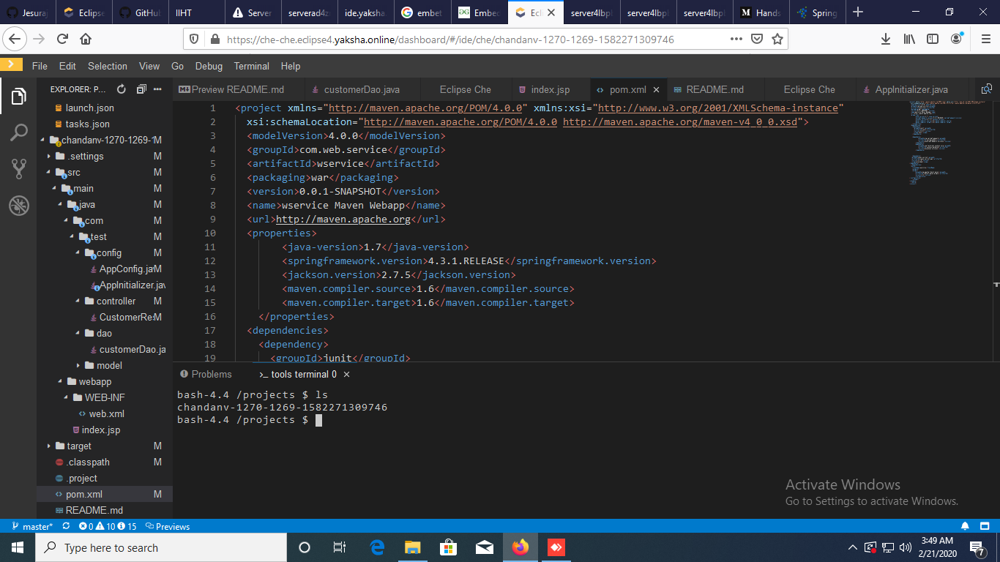 Jesuraj
Eclipse
GitHub
IIHT
Server
serverad4z
ide.yaksha
embet
Embed
Ecl
server4lbpl
server4lbpl
server4lbpl
Hands
Spring
https://che-che.eclipse4.yaksha.online/dashboard/#/ide/che/chandanv-1270-1269-1582271309746
File Edit Selection View Go Debug Terminal Help
EXPLORER: P...
Preview README.md
customerDao.java
Eclipse Che
index.jsp
pom.xml
README.md
Eclipse Che
AppInitializer.java
launch.json
tasks.json
chandanv-1270-1269-1 M
.settings M
src M
main M
java M
com M
test M
config M
AppConfig.ja M
AppInitializer.jav
controller M
CustomerRe M
dao
customerDao.ja
model
webapp
WEB-INF
web.xml
index.jsp
target M
.classpath M
.project
pom.xml M
README.md
1 <project xmlns="http://maven.apache.org/POM/4.0.0" xmlns:xsi="http://www.w3.org/2001/XMLSchema-instance"
2 xsi:schemaLocation="http://maven.apache.org/POM/4.0.0 http://maven.apache.org/maven-v4_0_0.xsd">
3 <modelVersion>4.0.0</modelVersion>
4 <groupId>com.web.service</groupId>
5 <artifactId>wservice</artifactId>
6 <packaging>war</packaging>
7 <version>0.0.1-SNAPSHOT</version>
8 <name>wservice Maven Webapp</name>
9 <url>http://maven.apache.org</url>
10 <properties>
11 <java-version>1.7</java-version>
12 <springframework.version>4.3.1.RELEASE</springframework.version>
13 <jackson.version>2.7.5</jackson.version>
14 <maven.compiler.source>1.6</maven.compiler.source>
15 <maven.compiler.target>1.6</maven.compiler.target>
16 </properties>
17 <dependencies>
18 <dependency>
19 <groupId>junit</groupId>
Problems
>_ tools terminal 0
bash-4.4 /projects $ ls
chandanv-1270-1269-1582271309746
bash-4.4 /projects $
Activate Windows
Go to Settings to activate Windows.
master* 0 10 15 Previews
Type here to search
3:49 AM
2/21/2020
7